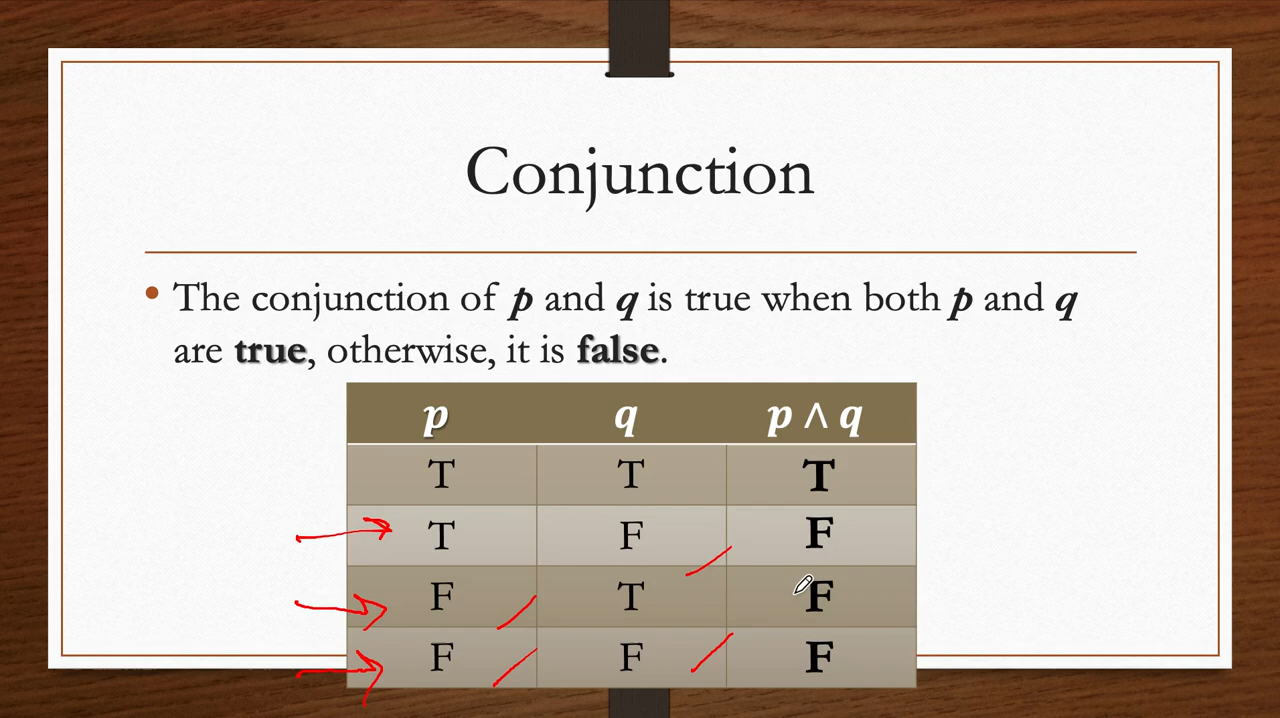 Conjunction
• The conjunction of p and q is true when both p and q
are true, otherwise, it is false.
p q p ∧ q
T T T
T F F
F T F
F F F